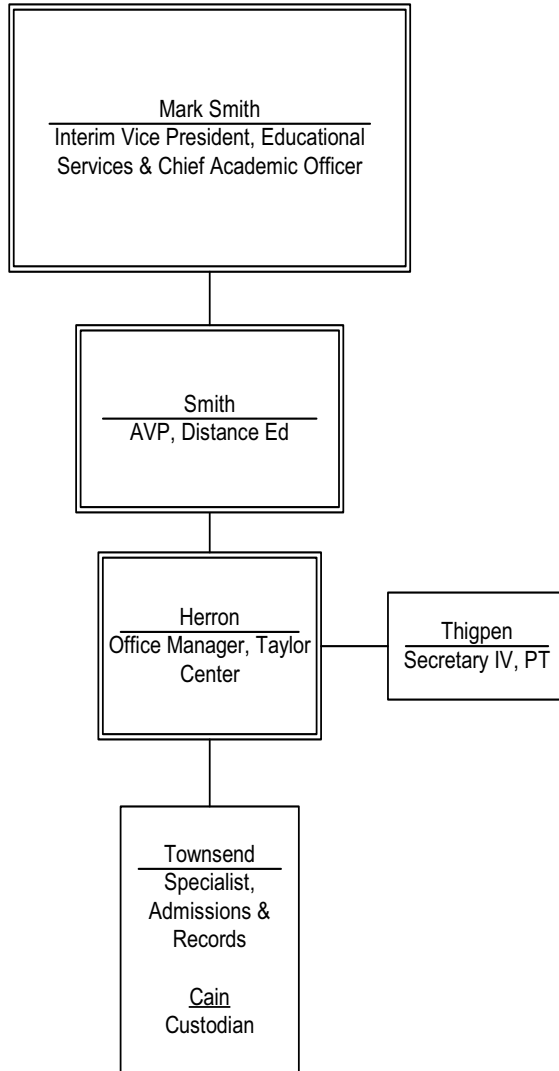 Mark Smith
Interim Vice President, Educational
Services & Chief Academic Officer
Smith
AVP, Distance Ed
Herron
Office Manager, Taylor
Center
Thigpen
Secretary IV, PT
Townsend
Specialist,
Admissions &
Records
Cain
Custodian